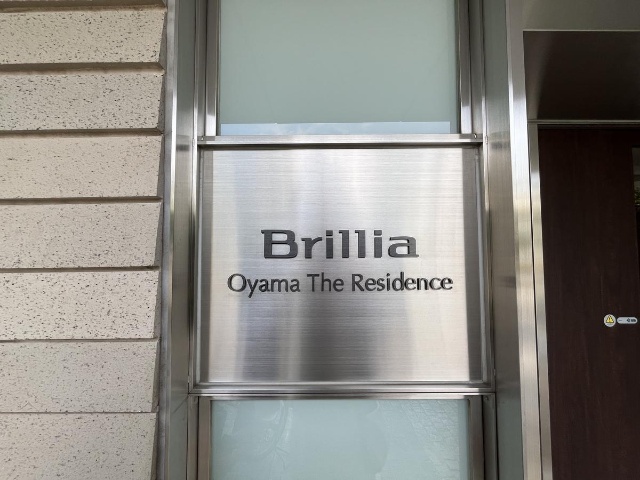 Brillia
Oyama The Residence